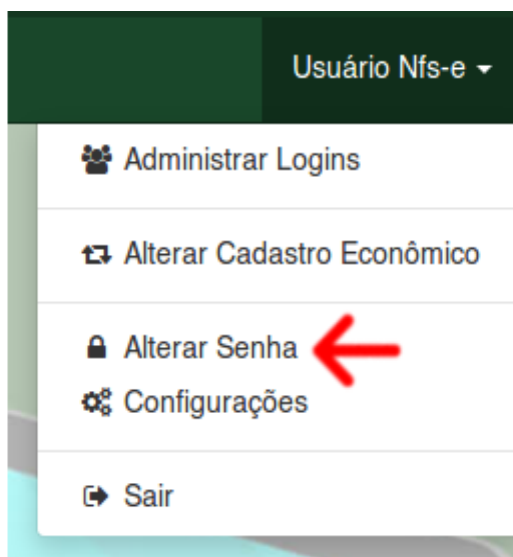 Usuário Nfs-e
Administrar Logins
Alterar Cadastro Econômico
Alterar Senha
Configurações
Sair